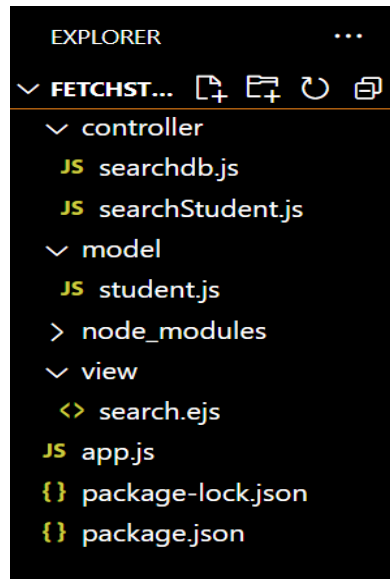 EXPLORER ...
FETCHST...
controller
JS searchdb.js
JS searchStudent.js
model
JS student.js
node_modules
view
<> search.ejs
JS app.js
{} package-lock.json
{} package.json